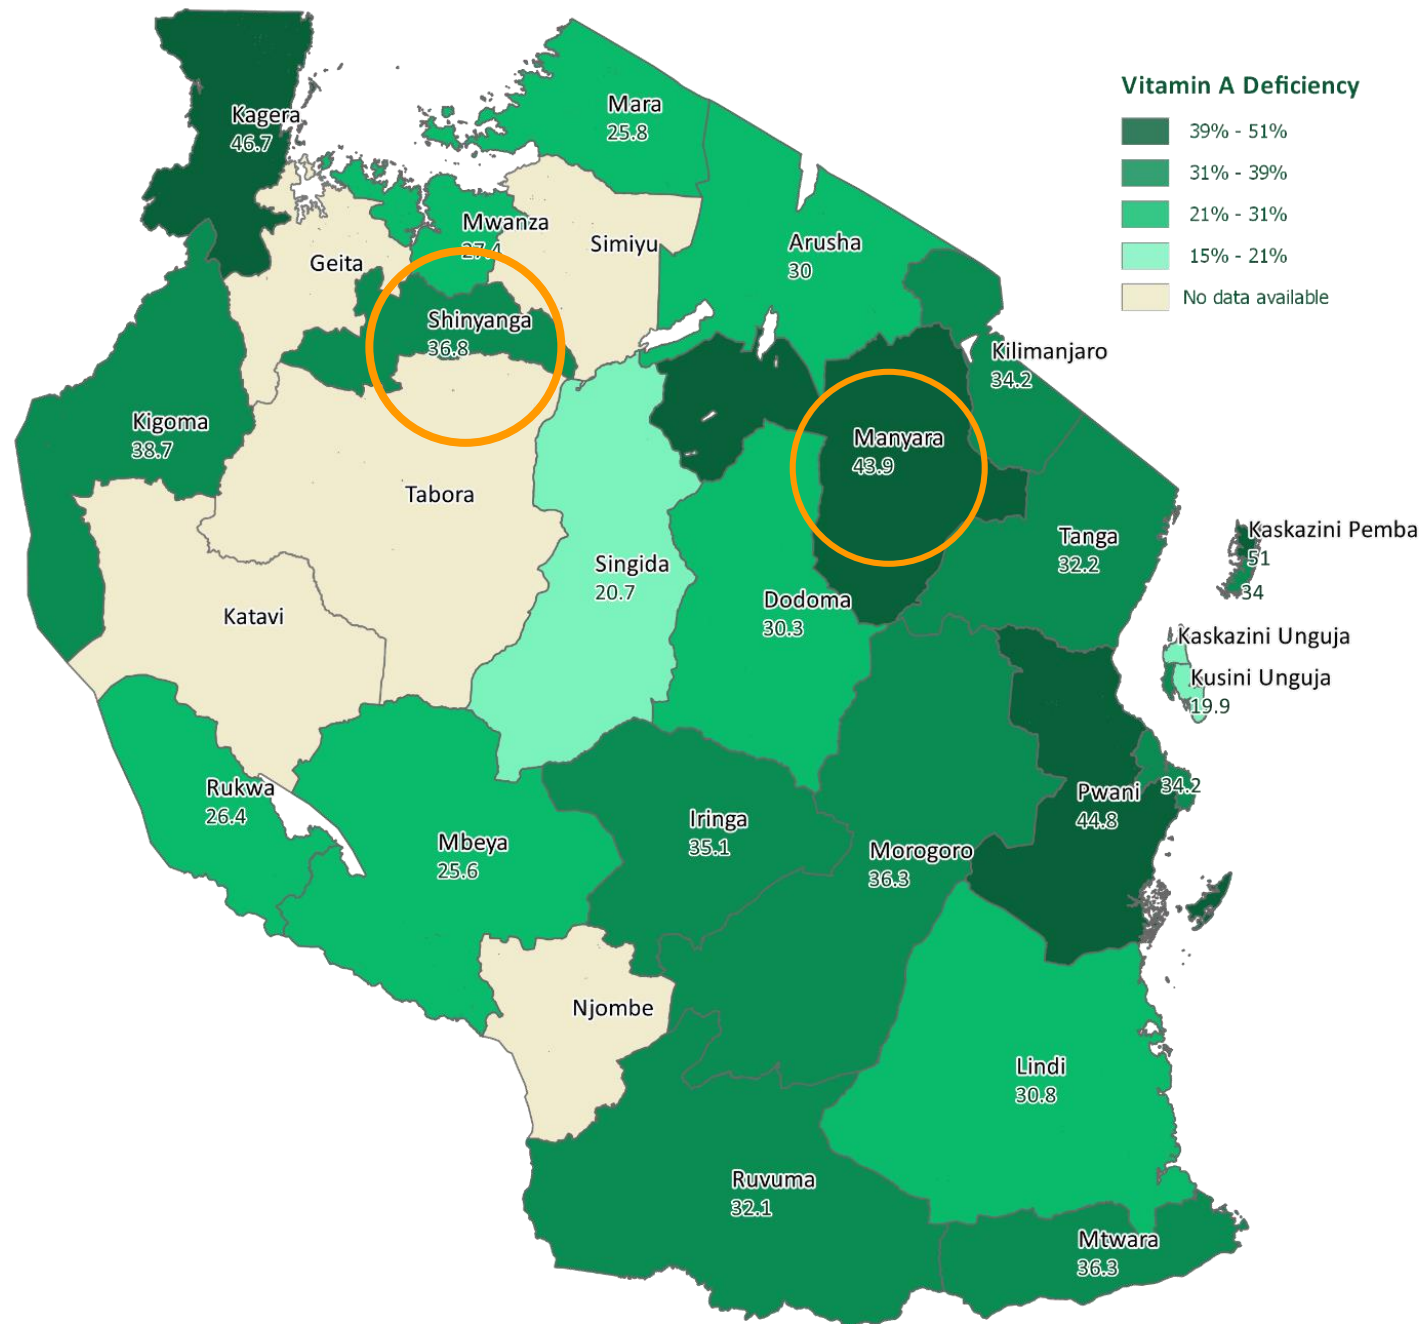 Vitamin A Deficiency
39% - 51%
31% - 39%
21% - 31%
15% - 21%
No data available
Kagera
46.7
Mara
25.8
Mwanza
27.4
Simiyu
Arusha
30
Geita
Shinyanga
36.8
Kilimanjaro
34.2
Kigoma
38.7
Manyara
43.9
Tabora
Singida
20.7
Tanga
32.2
Kaskazini Pemba
51
34
Dodoma
30.3
Katavi
Kaskazini Unguja
Kusini Unguja
19.9
Rukwa
26.4
Mbeya
25.6
Iringa
35.1
Morogoro
36.3
Pwani
44.8
34.2
Njombe
Lindi
30.8
Ruvuma
32.1
Mtwara
36.3